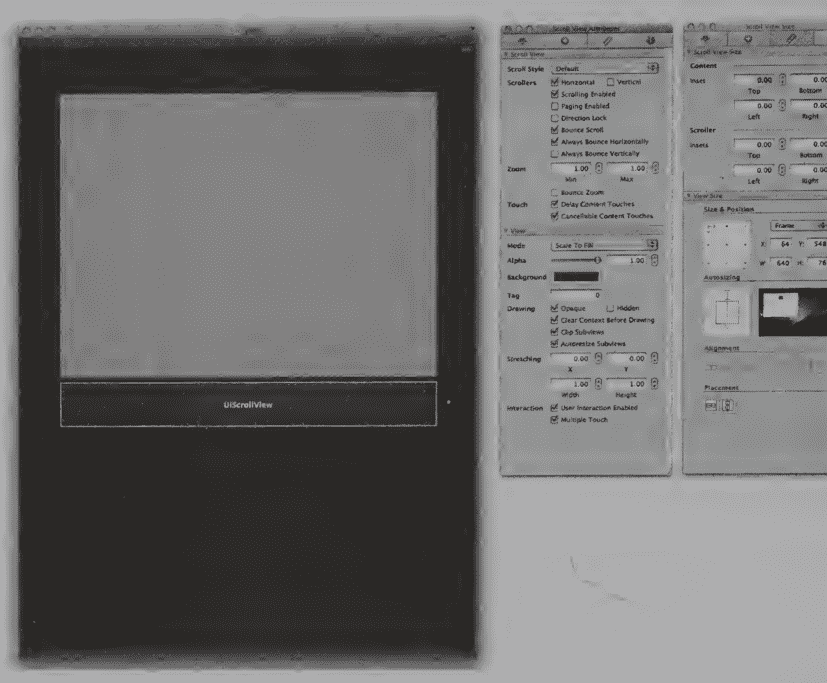 UIScrollView
Scroll View Attributes
Scroll View
Scroll Style Default
Scrollers Horizontal Vertical
Scrolling Enabled
Paging Enabled
Direction Lock
Bounce Scroll
Always Bounce Horizontally
Always Bounce Vertically
Zoom 1.00 1.00
Min Max
Bounce Zoom
Touch Delay Content Touches
Cancellable Content Touches
View
Mode Scale To Fill
Alpha 1.00
Background
Tag 0
Drawing Opaque Hidden
Clear Context Before Drawing
Clip Subviews
Autoresize Subviews
Stretching 0.00 0.00
X Y
1.00 1.00
Width Height
Interaction User Interaction Enabled
Multiple Touch
Scroll View Size
Scroll View Size
Content
Inset 0.00 0.00
Top Bottom
0.00 0.00
Left Right
Scroller
Insets 0.00 0.00
Top Bottom
0.00 0.00
Left Right
View Size
Size & Position
Frame
X: 64 Y: 548
W: 640 H: 76
Autosizing
Alignment
Placement